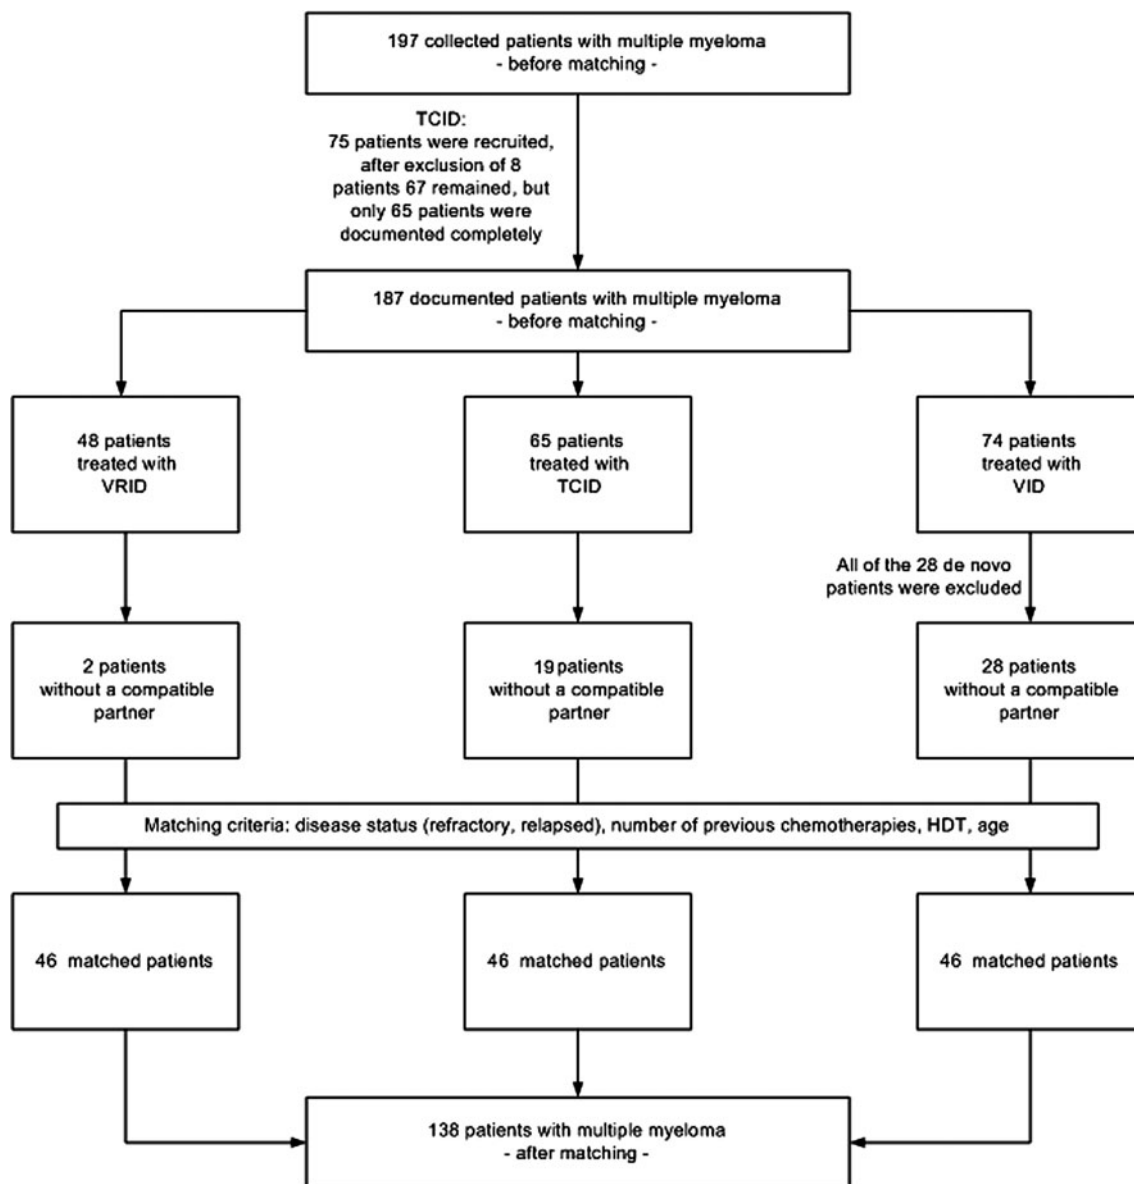 197 collected patients with multiple myeloma
- before matching -
TCID:
75 patients were recruited,
after exclusion of 8
patients 67 remained, but
only 65 patients were
documented completely
187 documented patients with multiple myeloma
- before matching -
48 patients
treated with
VRID
65 patients
treated with
TCID
74 patients
treated with
VID
All of the 28 de novo
patients were excluded
2 patients
without a compatible
partner
19 patients
without a compatible
partner
28 patients
without a compatible
partner
Matching criteria: disease status (refractory, relapsed), number of previous chemotherapies, HDT, age
46 matched patients
46 matched patients
46 matched patients
138 patients with multiple myeloma
- after matching -